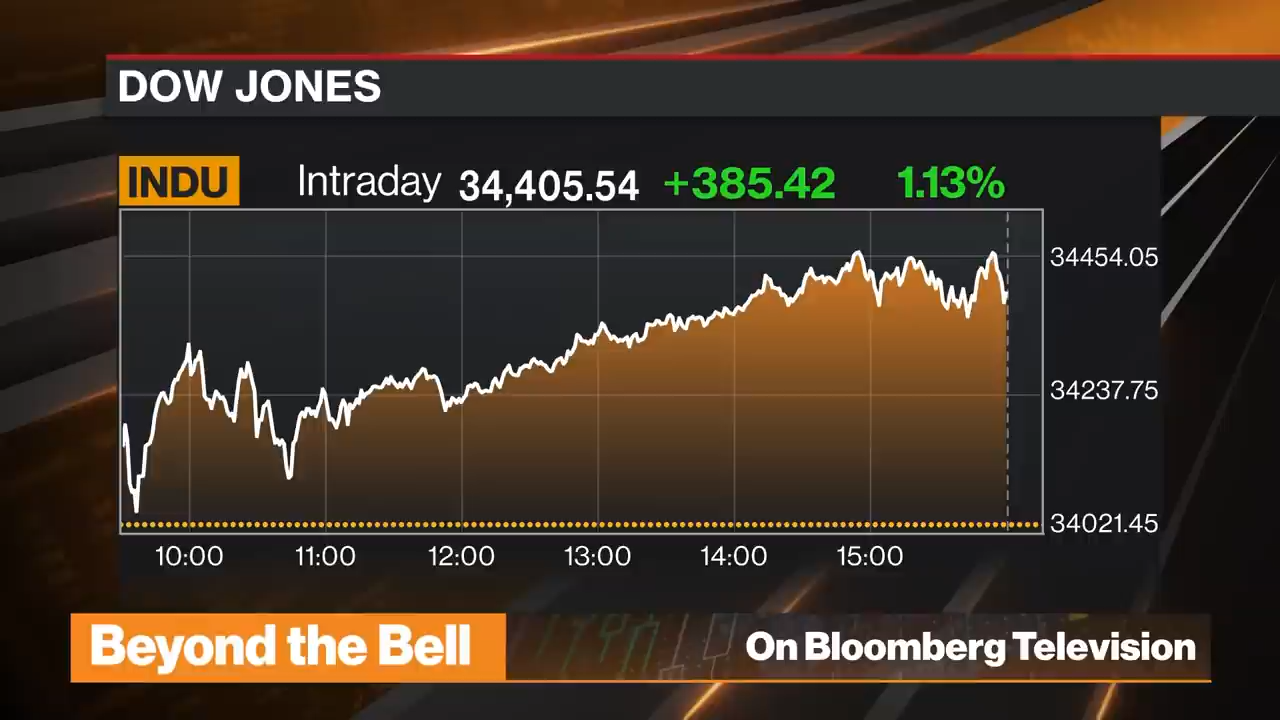 DOW JONES
INDU Intraday 34,405.54 +385.42 1.13%
34454.05
34237.75
34021.45
10:00 11:00 12:00 13:00 14:00 15:00
Beyond the Bell On Bloomberg Television